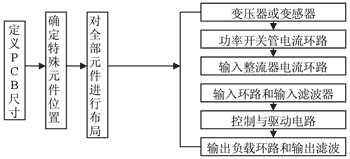 定义PCB尺寸
确定特殊元件位置
对全部元件进行布局
变压器或变感器
功率开关管电流环路
输入整流器电流环路
输入环路和输入滤波器
控制与驱动电路
输出负载环路和输出滤波